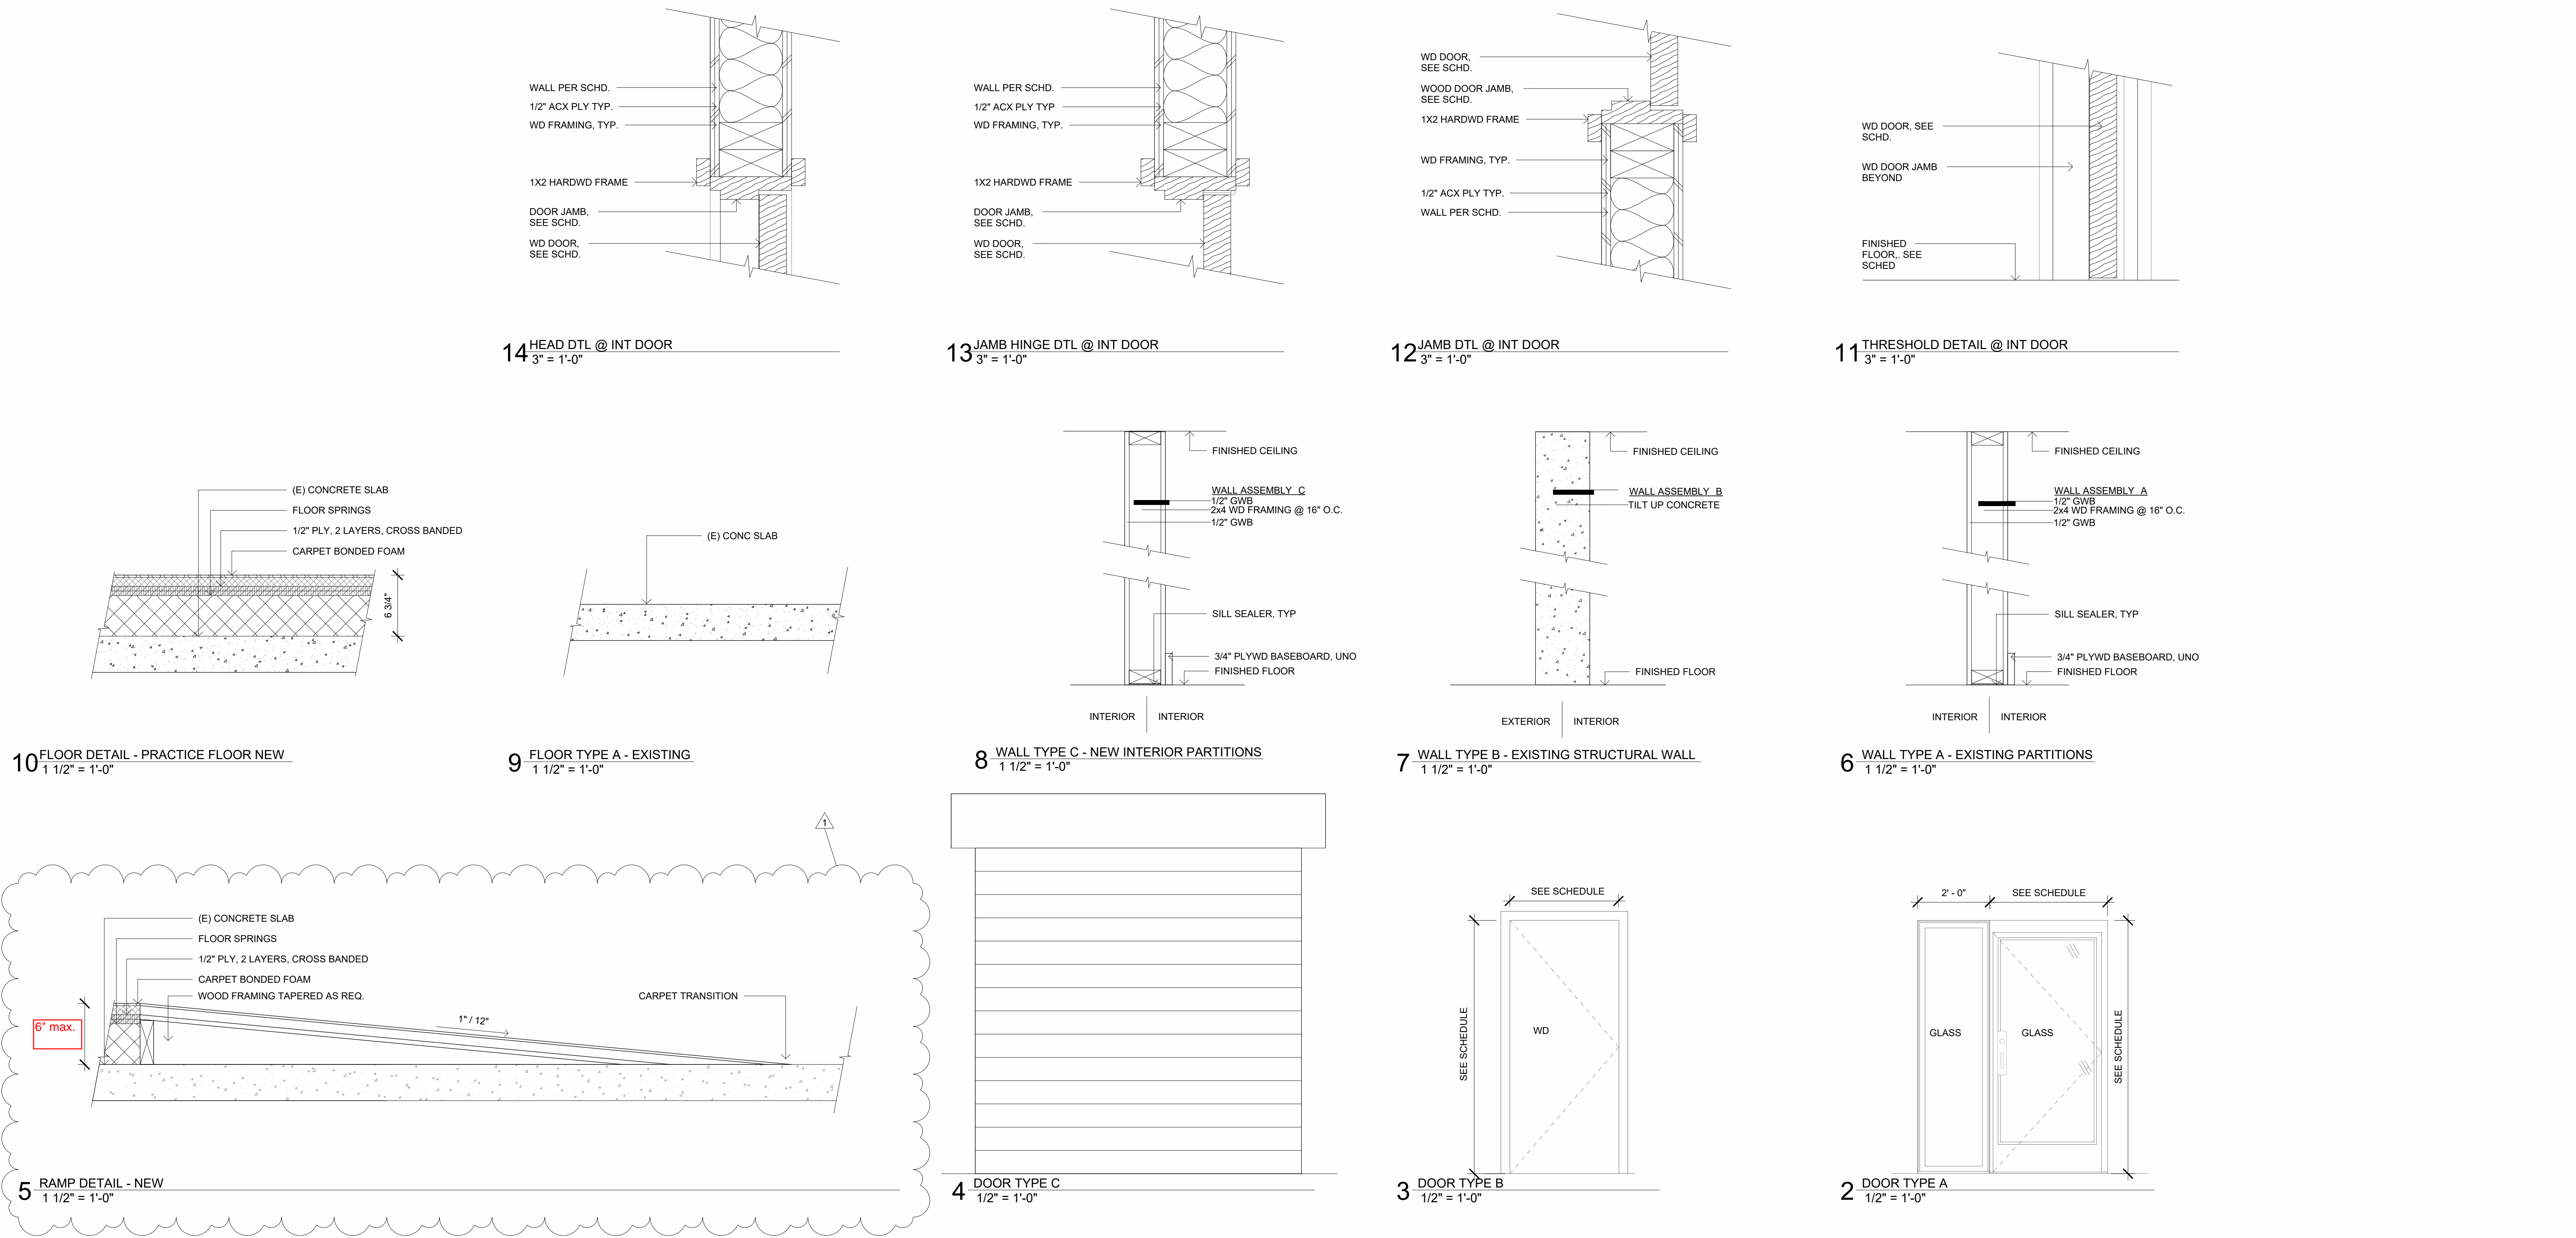 WALL PER SCHD.
1/2" ACX PLY TYP.
WD FRAMING, TYP.
1X2 HARDWD FRAME
DOOR JAMB,
SEE SCHD.
WD DOOR,
SEE SCHD.
14
HEAD DTL @ INT DOOR
3" = 1'-0"
WALL PER SCHD.
1/2" ACX PLY TYP
WD FRAMING, TYP.
1X2 HARDWD FRAME
DOOR JAMB,
SEE SCHD.
WD DOOR,
SEE SCHD.
13
JAMB HINGE DTL @ INT DOOR
3" = 1'-0"
WD DOOR,
SEE SCHD.
WOOD DOOR JAMB,
SEE SCHD.
1X2 HARDWD FRAME
WD FRAMING, TYP.
1/2" ACX PLY TYP.
WALL PER SCHD.
12
JAMB DTL @ INT DOOR
3" = 1'-0"
WD DOOR, SEE
SCHD.
WD DOOR JAMB
BEYOND
FINISHED
FLOOR,. SEE
SCHED
11
THRESHOLD DETAIL @ INT DOOR
3" = 1'-0"
(E) CONCRETE SLAB
FLOOR SPRINGS
1/2" PLY, 2 LAYERS, CROSS BANDED
CARPET BONDED FOAM
6 3/4"
10
FLOOR DETAIL - PRACTICE FLOOR NEW
1 1/2" = 1'-0"
(E) CONC SLAB
9
FLOOR TYPE A - EXISTING
1 1/2" = 1'-0"
FINISHED CEILING
WALL ASSEMBLY C
1/2" GWB
2x4 WD FRAMING @ 16" O.C.
1/2" GWB
SILL SEALER, TYP
3/4" PLYWD BASEBOARD, UNO
FINISHED FLOOR
INTERIOR INTERIOR
8
WALL TYPE C - NEW INTERIOR PARTITIONS
1 1/2" = 1'-0"
FINISHED CEILING
WALL ASSEMBLY B
TILT UP CONCRETE
FINISHED FLOOR
EXTERIOR INTERIOR
7
WALL TYPE B - EXISTING STRUCTURAL WALL
1 1/2" = 1'-0"
FINISHED CEILING
WALL ASSEMBLY A
1/2" GWB
2x4 WD FRAMING @ 16" O.C.
1/2" GWB
SILL SEALER, TYP
3/4" PLYWD BASEBOARD, UNO
FINISHED FLOOR
INTERIOR INTERIOR
6
WALL TYPE A - EXISTING PARTITIONS
1 1/2" = 1'-0"
1
(E) CONCRETE SLAB
FLOOR SPRINGS
1/2" PLY, 2 LAYERS, CROSS BANDED
CARPET BONDED FOAM
WOOD FRAMING TAPERED AS REQ.
CARPET TRANSITION
6" max.
1" / 12"
5
RAMP DETAIL - NEW
1 1/2" = 1'-0"
4
DOOR TYPE C
1/2" = 1'-0"
SEE SCHEDULE
SEE SCHEDULE
WD
3
DOOR TYPE B
1/2" = 1'-0"
2' - 0"
SEE SCHEDULE
GLASS
GLASS
SEE SCHEDULE
2
DOOR TYPE A
1/2" = 1'-0"